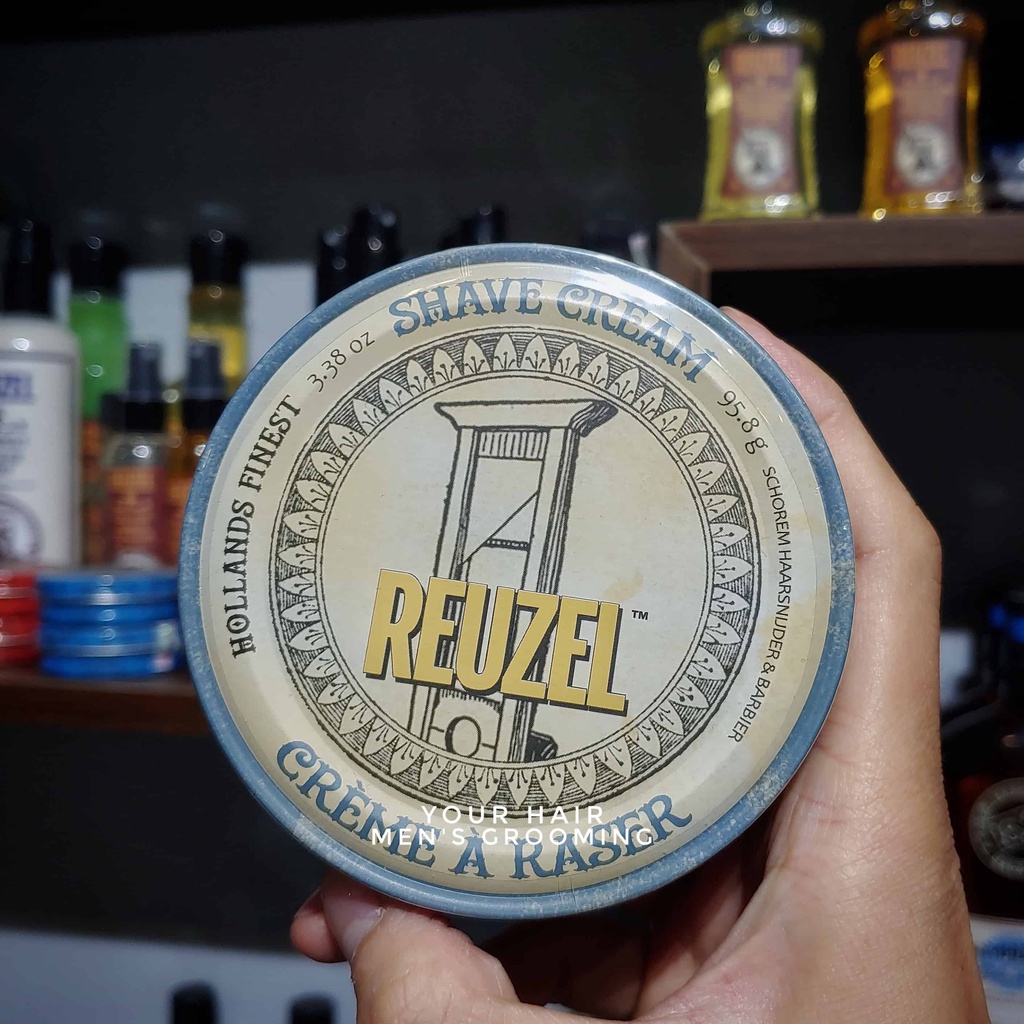 SHAVE CREAM
3.38 oz
95.8 g
HOLLANDS FINEST
SCHOREM HAARSNIJDER & BARBIER
REUZEL™
CRÈME À RASER
YOUR HAIR
MEN'S GROOMING